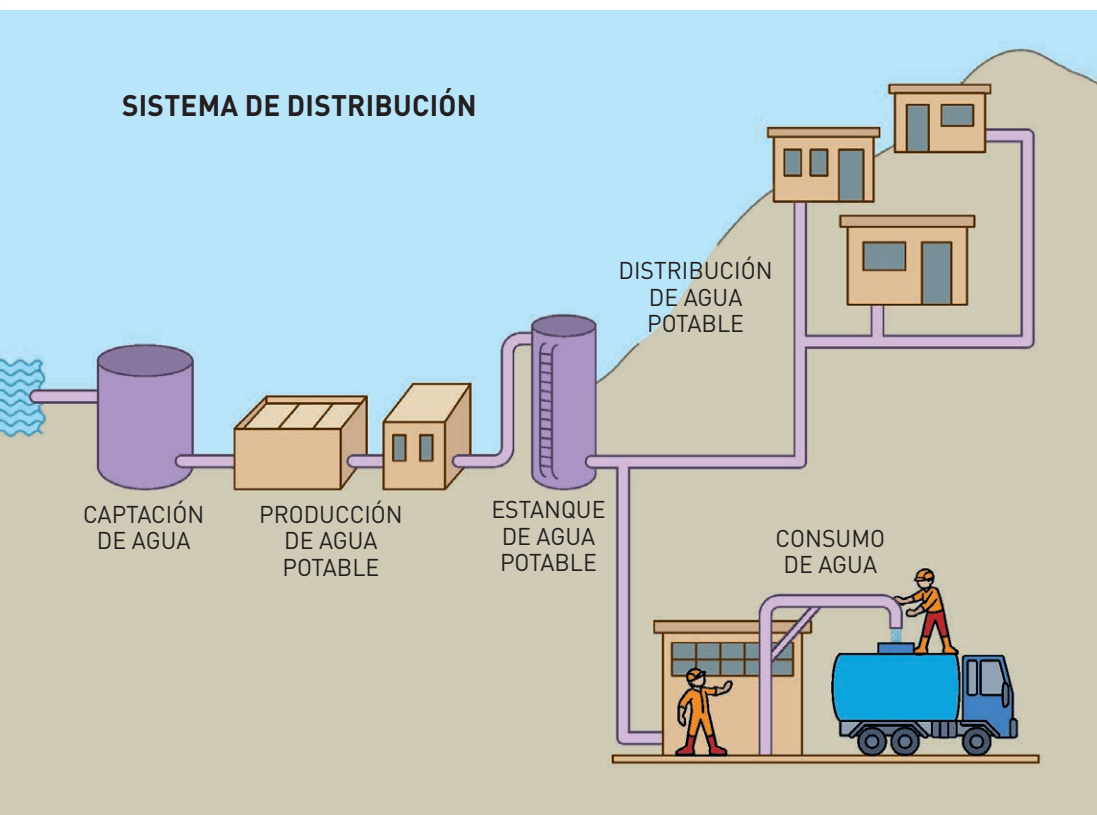 SISTEMA DE DISTRIBUCIÓN
DISTRIBUCIÓN
DE AGUA
POTABLE
CAPTACIÓN
DE AGUA
PRODUCCIÓN
DE AGUA
POTABLE
ESTANQUE
DE AGUA
POTABLE
CONSUMO
DE AGUA